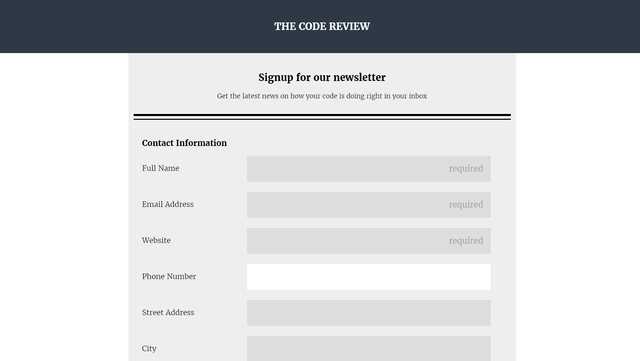 THE CODE REVIEW
Signup for our newsletter
Get the latest news on how your code is doing right in your inbox
Contact Information
Full Name required
Email Address required
Website required
Phone Number
Street Address
City